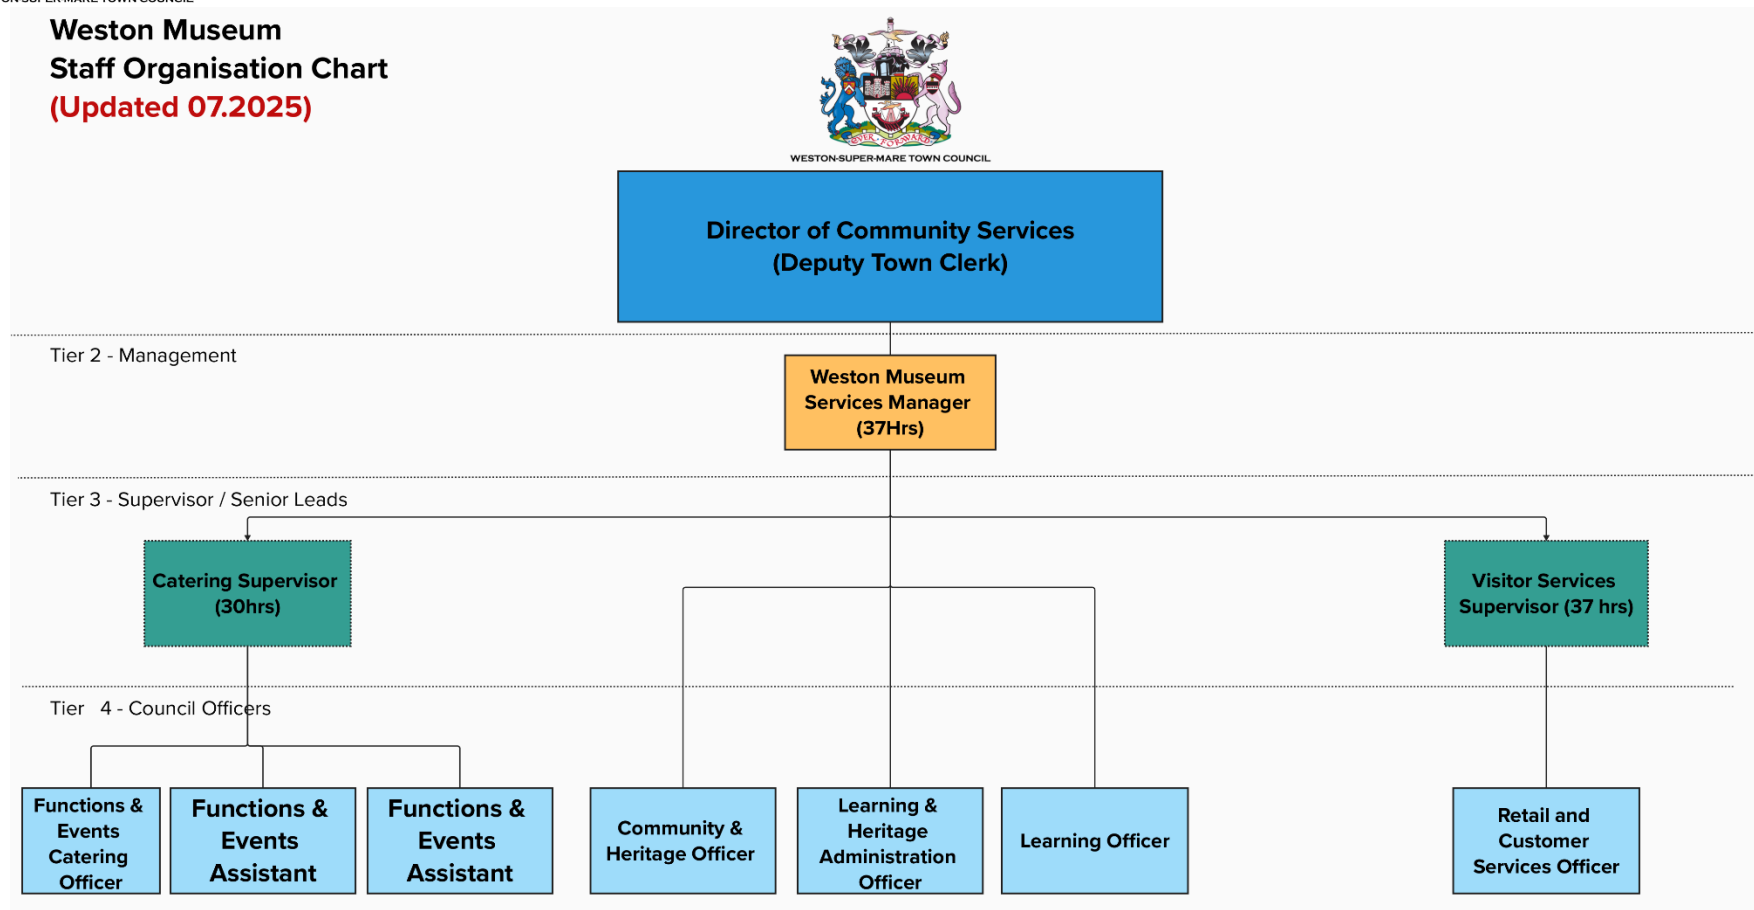 Weston Museum
Staff Organisation Chart
(Updated 07.2025)
EVER FORWARD
WESTON-SUPER-MARE TOWN COUNCIL
Director of Community Services
(Deputy Town Clerk)
Tier 2 - Management
Weston Museum
Services Manager
(37Hrs)
Tier 3 - Supervisor / Senior Leads
Catering Supervisor
(30hrs)
Visitor Services
Supervisor (37 hrs)
Tier 4 - Council Officers
Functions &
Events
Catering
Officer
Functions &
Events
Assistant
Functions &
Events
Assistant
Community &
Heritage Officer
Learning &
Heritage
Administration
Officer
Learning Officer
Retail and
Customer
Services Officer